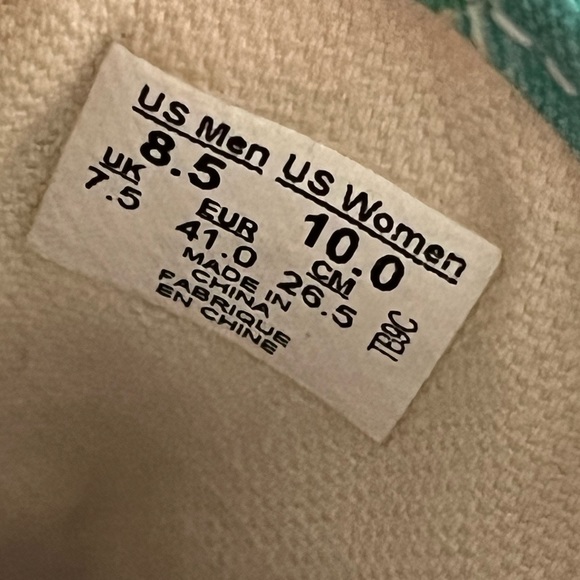 US Men US Women
8.5 10.0
UK EUR CM
7.5 41.0 26.5
MADE IN
CHINA
FABRIQUE
EN CHINE